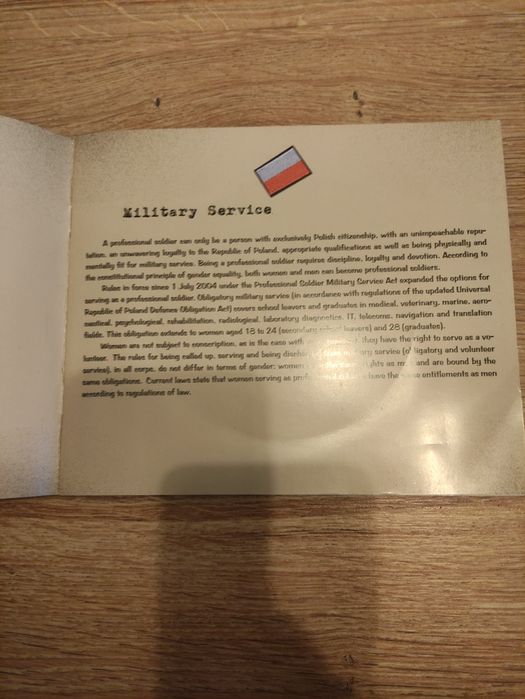 Military Service
A professional soldier can only be a person with exclusively Polish citizenship, with an unimpeachable repu-
tation, an unwavering loyalty to the Republic of Poland, appropriate qualifications as well as being physically and
mentally fit for military service. Being a professional soldier requires discipline, loyalty and devotion. According to
the constitutional principle of gender equality, both women and men can become professional soldiers.
Rules in force since 1 July 2004 under the Professional Soldier Military Service Act expanded the options for
serving as a professional soldier. Obligatory military service (in accordance with regulations of the updated Universal
Republic of Poland Defence Obligation Act) covers school leavers and graduates in medical, veterinary, marine, aero-
nautical, psychological, rehabilitation, radiological, laboratory diagnostics, IT, telecoms, navigation and translation
fields. This obligation extends to women aged 18 to 24 (secondary school leavers) and 28 (graduates).
Women are not subject to conscription, as is the case with they have the right to serve as a vo-
lunteer. The rules for being called up, serving and being military service (obligatory and volunteer
service), in all corps, do not differ in terms of gender: women rights as men and are bound by the
same obligations. Current laws state that women serving as have the same entitlements as men
according to regulations of law.